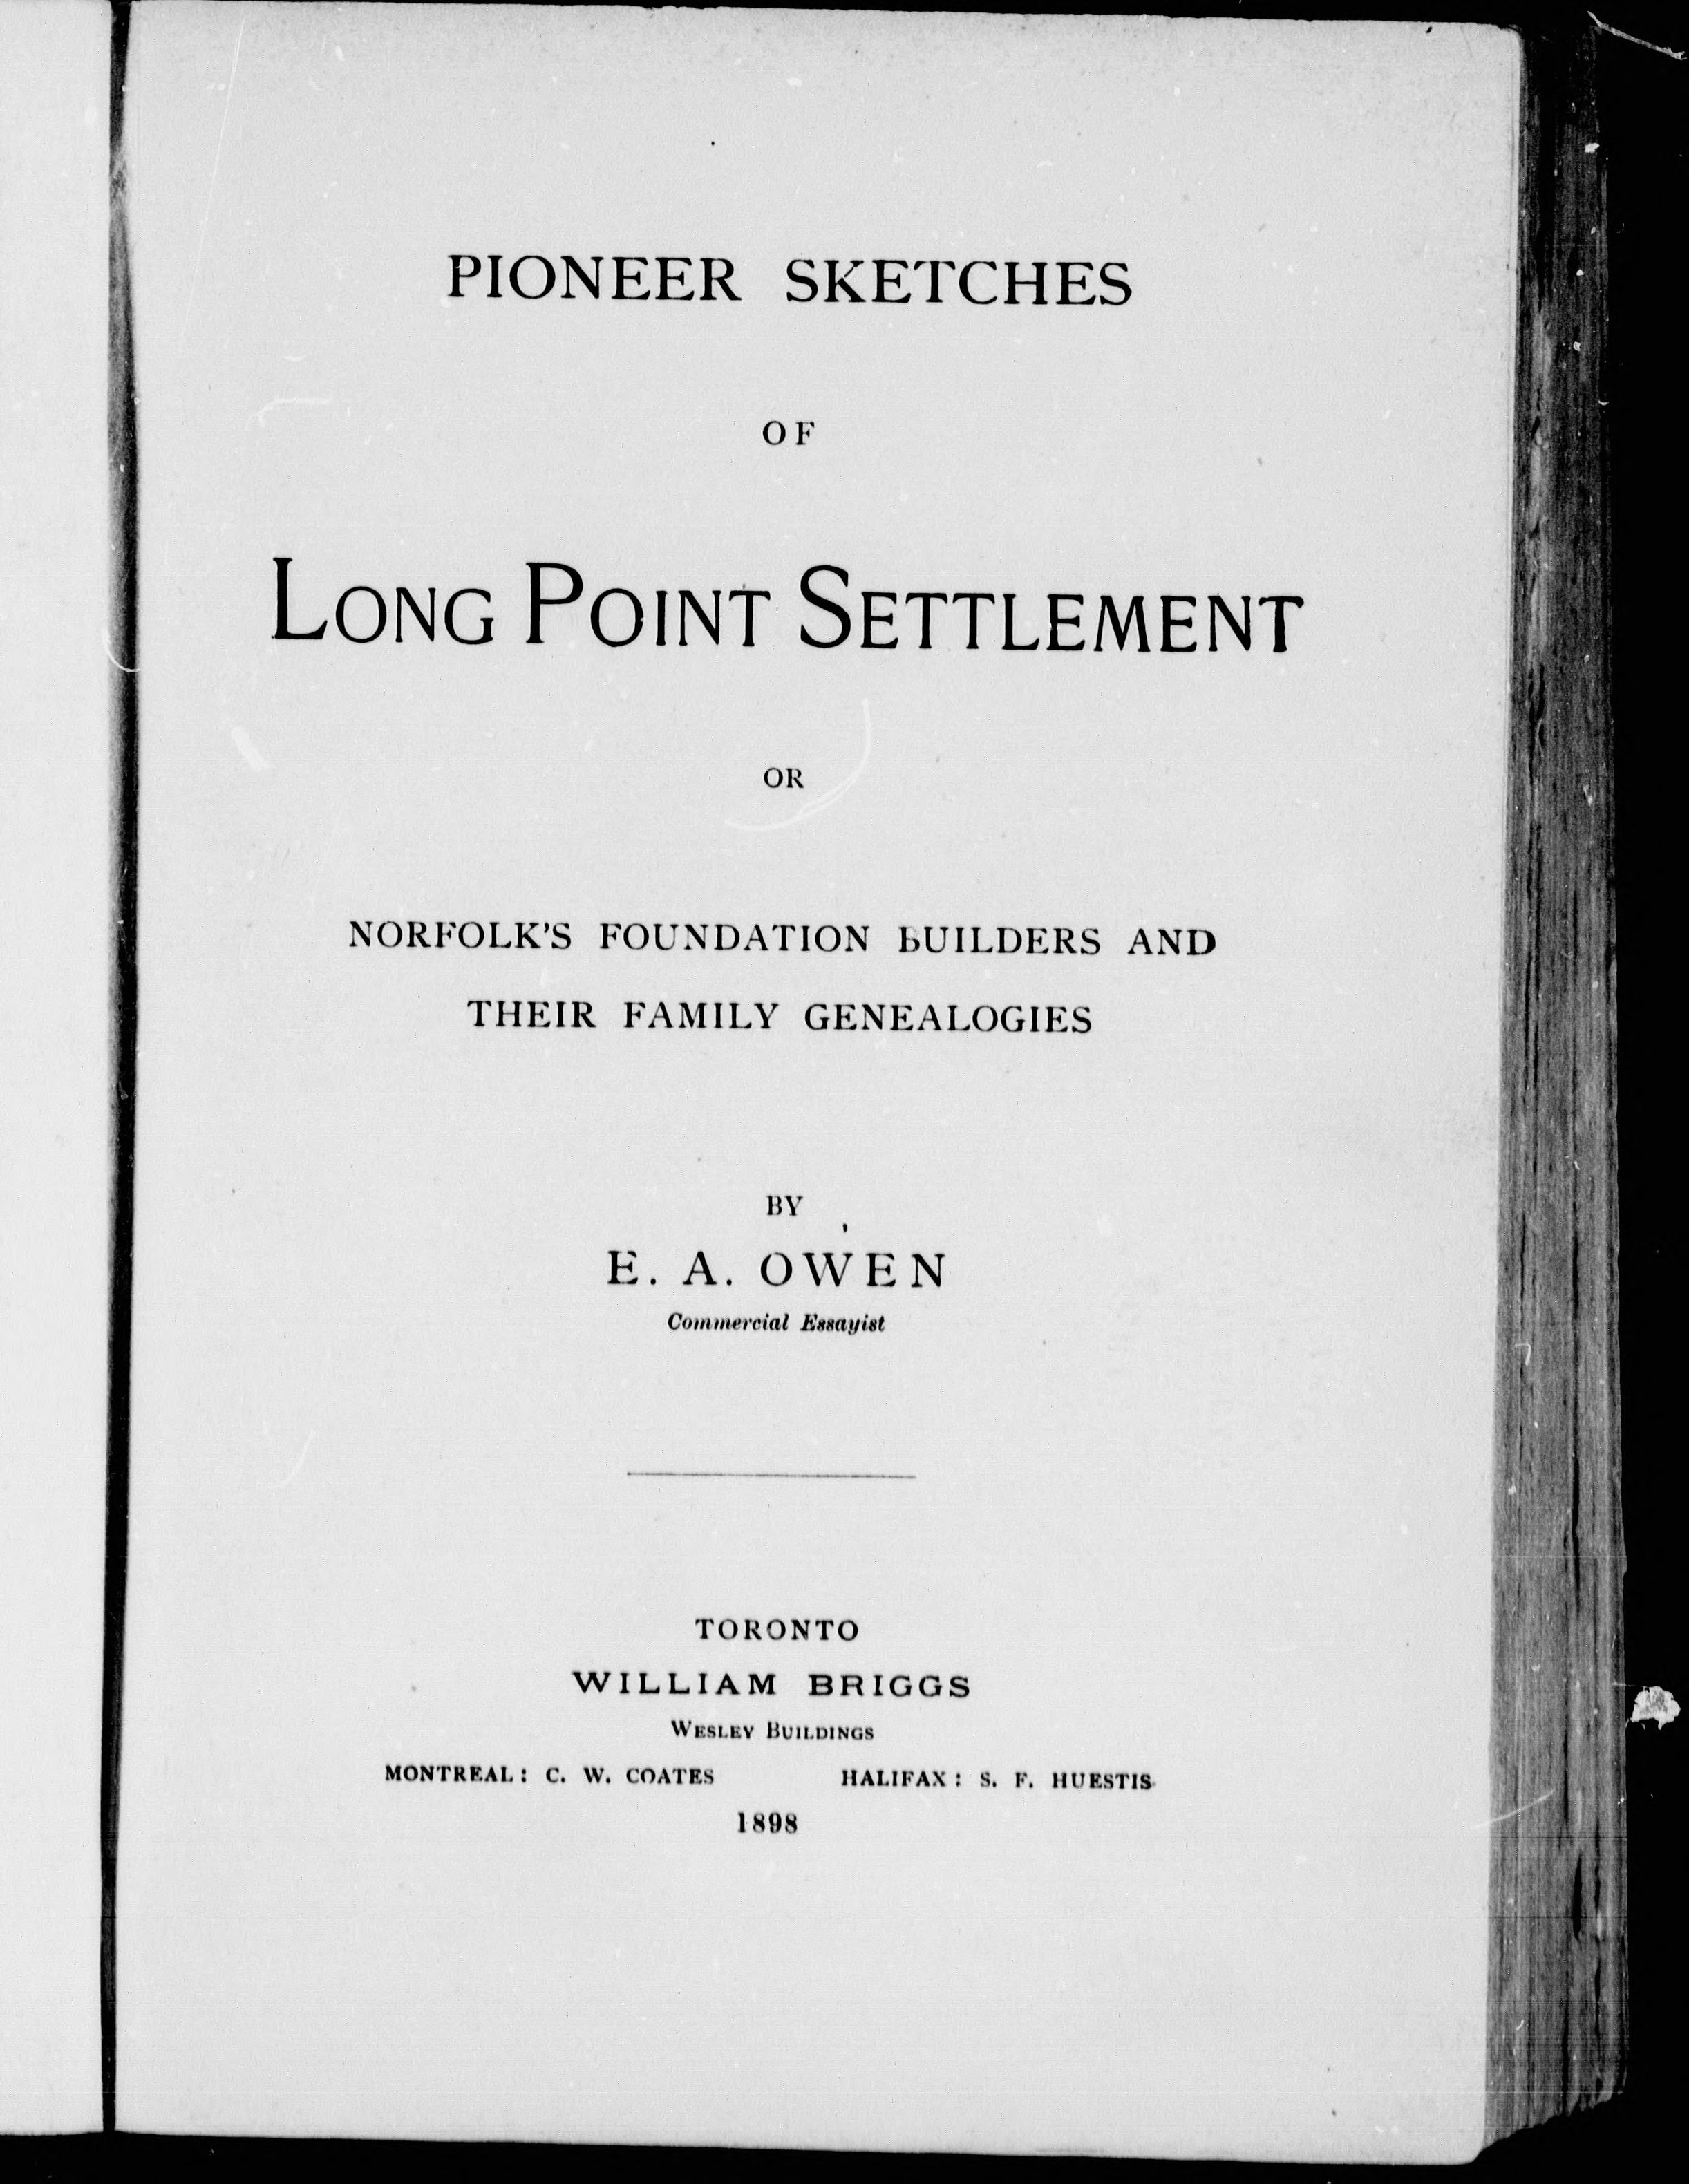 PIONEER SKETCHES
OF
LONG POINT SETTLEMENT
OR
NORFOLK'S FOUNDATION BUILDERS AND
THEIR FAMILY GENEALOGIES
BY
E. A. OWEN
Commercial Essayist
TORONTO
WILLIAM BRIGGS
WESLEY BUILDINGS
MONTREAL: C. W. COATES HALIFAX: S. F. HUESTIS
1898